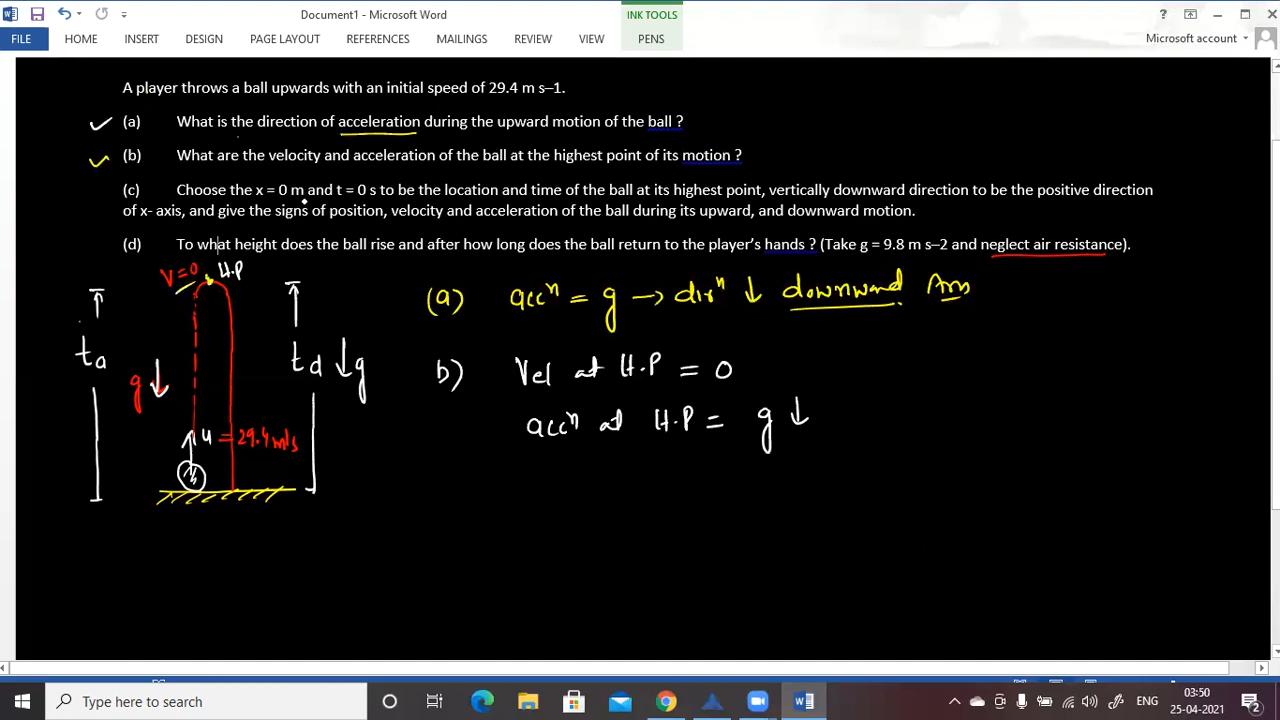 Document1 - Microsoft Word
INK TOOLS
FILE HOME INSERT DESIGN PAGE LAYOUT REFERENCES MAILINGS REVIEW VIEW PENS Microsoft account
A player throws a ball upwards with an initial speed of 29.4 m s–1.
(a) What is the direction of acceleration during the upward motion of the ball ?
(b) What are the velocity and acceleration of the ball at the highest point of its motion ?
(c) Choose the x = 0 m and t = 0 s to be the location and time of the ball at its highest point, vertically downward direction to be the positive direction
of x- axis, and give the signs of position, velocity and acceleration of the ball during its upward, and downward motion.
(d) To what height does the ball rise and after how long does the ball return to the player’s hands ? (Take g = 9.8 m s–2 and neglect air resistance).
V=0 H.P
(a) accⁿ = g → dirⁿ ↓ downward Ans
ta
td ↓g
g↓
b) Vel at H.P = 0
accⁿ at H.P = g ↓
u = 29.4 m/s
Type here to search
ENG
03:50
25-04-2021
2